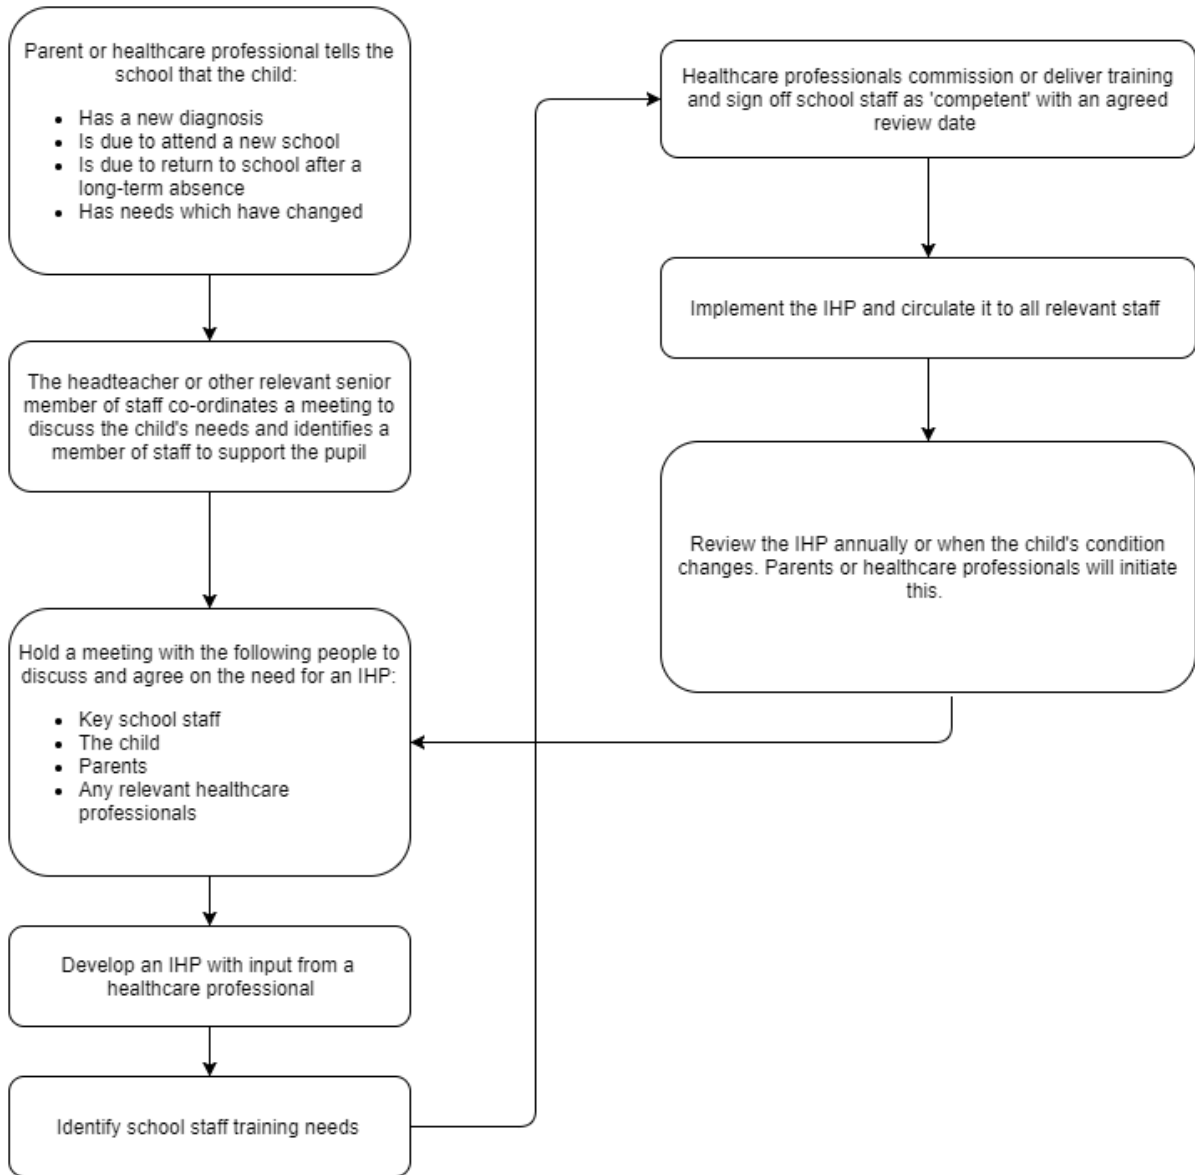 Parent or healthcare professional tells the
school that the child:
Has a new diagnosis
Is due to attend a new school
Is due to return to school after a
long-term absence
Has needs which have changed
The headteacher or other relevant senior
member of staff co-ordinates a meeting to
discuss the child's needs and identifies a
member of staff to support the pupil
Hold a meeting with the following people to
discuss and agree on the need for an IHP:
Key school staff
The child
Parents
Any relevant healthcare
professionals
Develop an IHP with input from a
healthcare professional
Identify school staff training needs
Healthcare professionals commission or deliver training
and sign off school staff as 'competent' with an agreed
review date
Implement the IHP and circulate it to all relevant staff
Review the IHP annually or when the child's condition
changes. Parents or healthcare professionals will initiate
this.